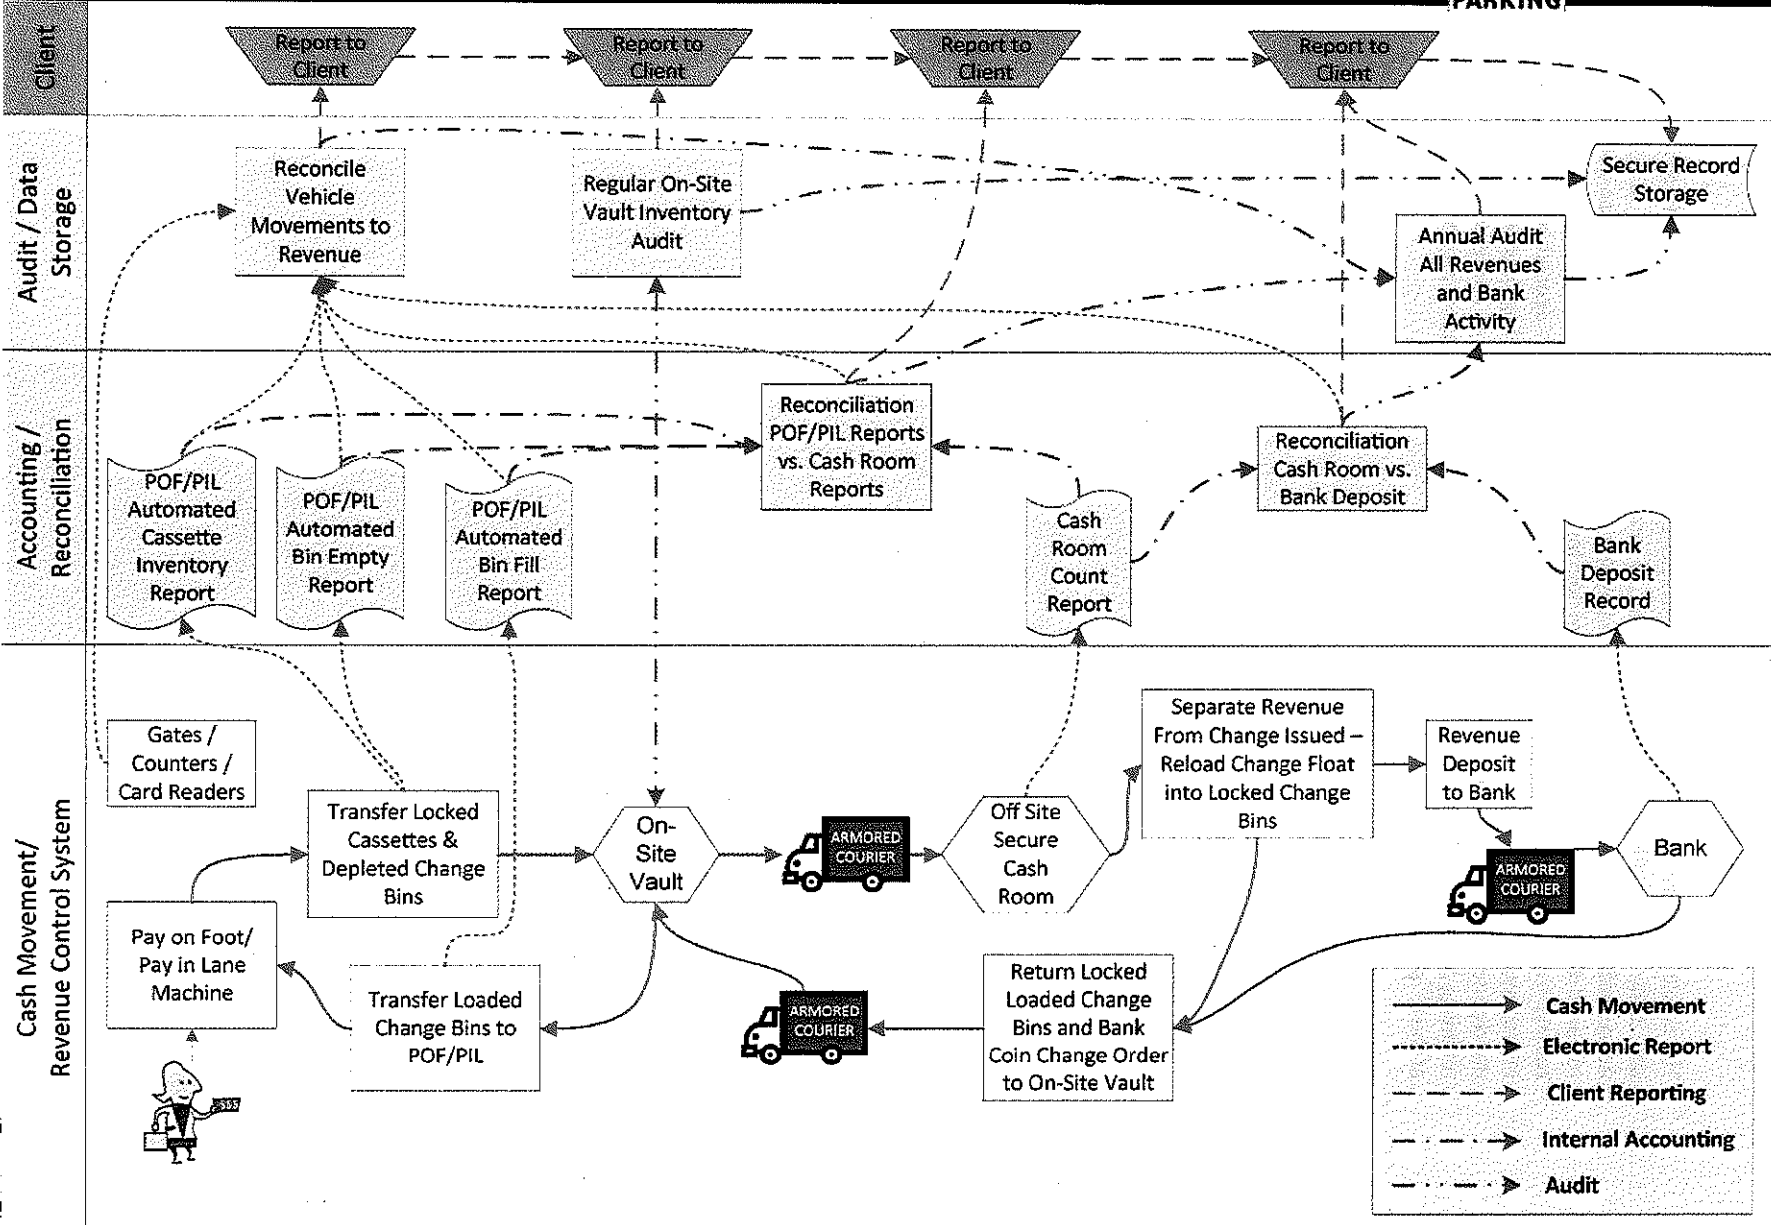 (PARKING)
Client
Report to
Client
Report to
Client
Report to
Client
Report to
Client
Audit / Data
Storage
Reconcile
Vehicle
Movements to
Revenue
Regular On-Site
Vault Inventory
Audit
Secure Record
Storage
Annual Audit
All Revenues
and Bank
Activity
Accounting /
Reconciliation
POF/PIL
Automated
Cassette
Inventory
Report
POF/PIL
Automated
Bin Empty
Report
POF/PIL
Automated
Bin Fill
Report
Reconciliation
POF/PIL Reports
vs. Cash Room
Reports
Cash
Room
Count
Report
Reconciliation
Cash Room vs.
Bank Deposit
Bank
Deposit
Record
Cash Movement/
Revenue Control System
Gates /
Counters /
Card Readers
Transfer Locked
Cassettes &
Depleted Change
Bins
On-
Site
Vault
ARMORED
COURIER
Off Site
Secure
Cash
Room
Separate Revenue
From Change Issued –
Reload Change Float
into Locked Change
Bins
Revenue
Deposit
to Bank
ARMORED
COURIER
Bank
Pay on Foot/
Pay in Lane
Machine
Transfer Loaded
Change Bins to
POF/PIL
ARMORED
COURIER
Return Locked
Loaded Change
Bins and Bank
Coin Change Order
to On-Site Vault
$$$
Cash Movement
Electronic Report
Client Reporting
Internal Accounting
Audit